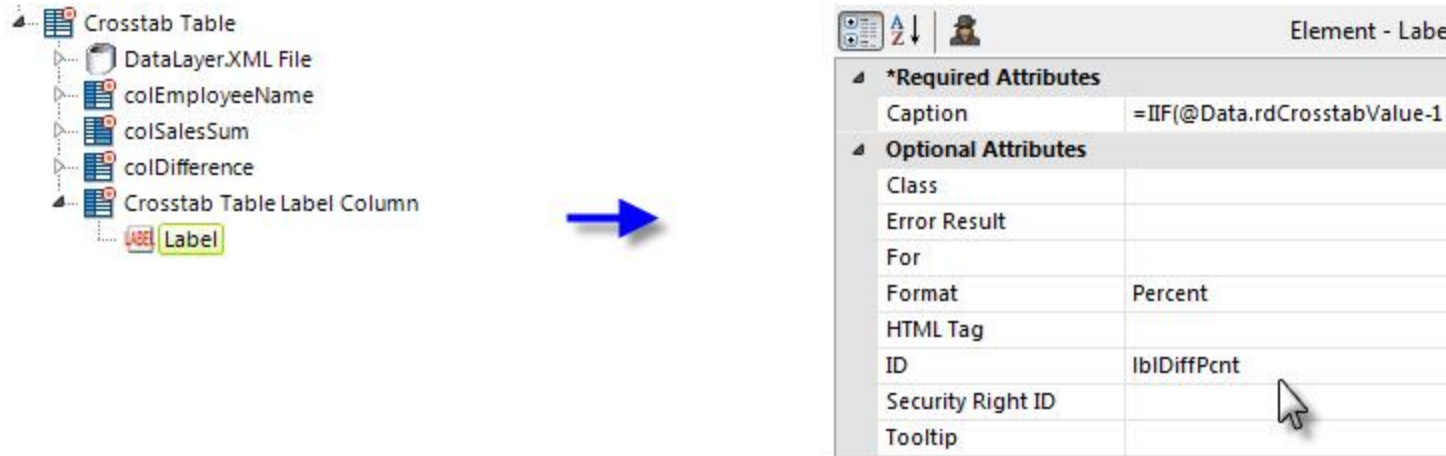 Crosstab Table
DataLayer.XML File
colEmployeeName
colSalesSum
colDifference
Crosstab Table Label Column
LABEL Label
A Z
Element - Labe
*Required Attributes
Caption =IIF(@Data.rdCrosstabValue-1
Optional Attributes
Class
Error Result
For
Format Percent
HTML Tag
ID lblDiffPcnt
Security Right ID
Tooltip